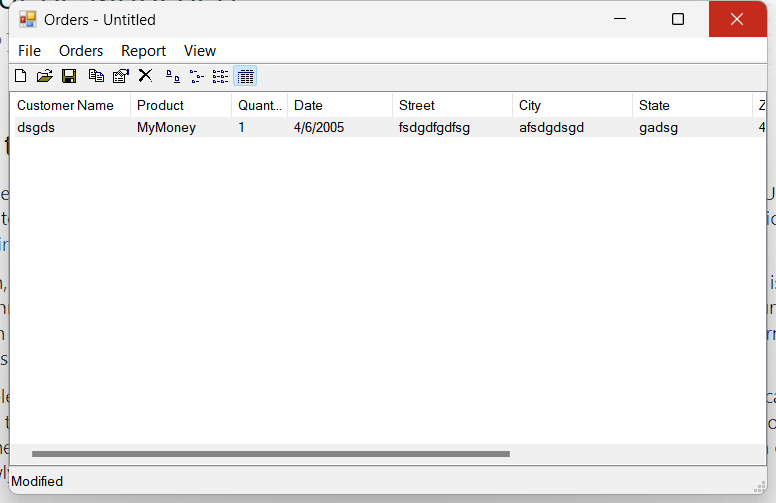 Orders - Untitled
File Orders Report View
Customer Name Product Quant... Date Street City State Z
dsgds MyMoney 1 4/6/2005 fsdgdfgdfsg afsdgdsgd gadsg 4
Modified